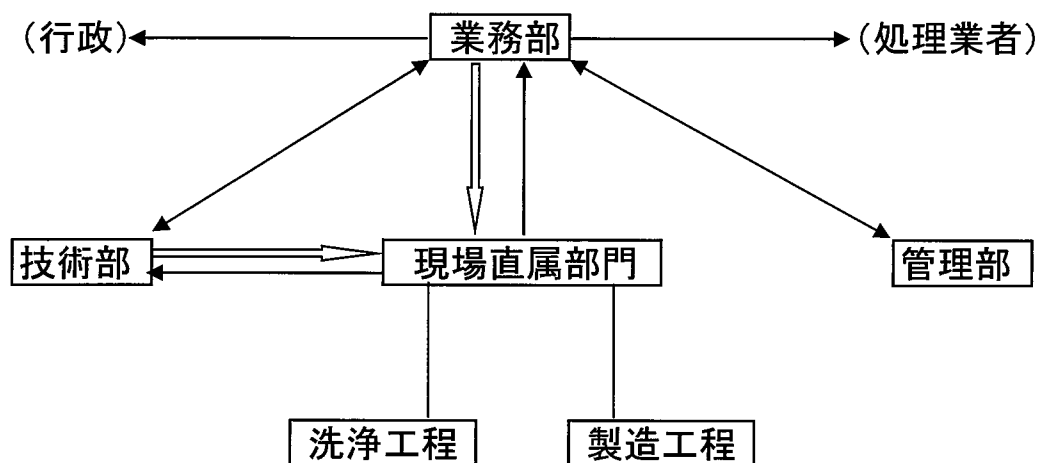 (行政)
業務部
(処理業者)
技術部
現場直属部門
管理部
洗浄工程
製造工程